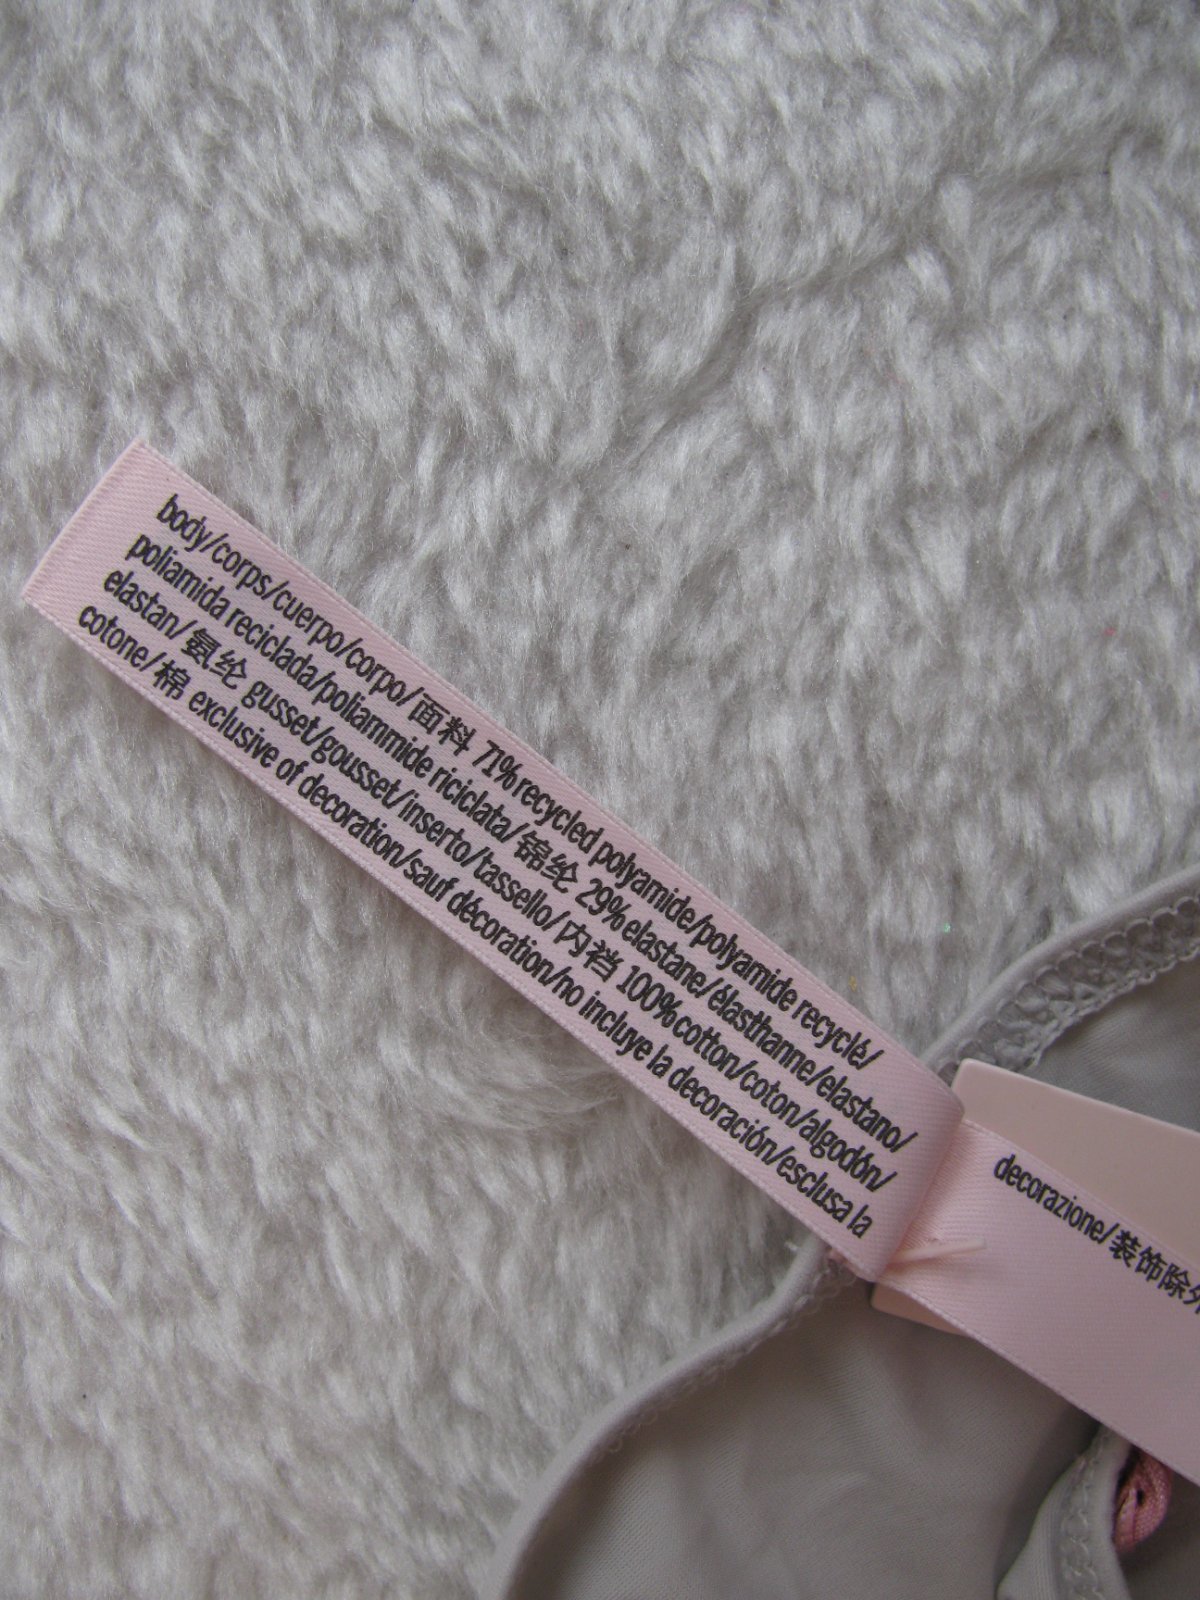 body/corps/cuerpo/corpo/面料 71% recycled polyamide/polyamide recyclé/
poliamida reciclada/poliammide riciclata/锦纶 29% elastane/élasthanne/elastano/
elastan/氨纶 gusset/gousset/inserto/tassello/内裆 100% cotton/coton/algodón/
cotone/棉 exclusive of decoration/sauf décoration/no incluye la decoración/esclusa la
decorazione/装饰除外